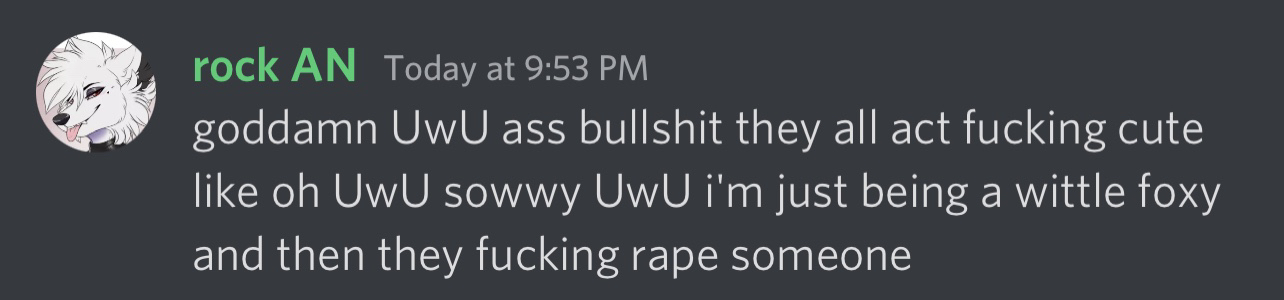 rock AN Today at 9:53 PM
goddamn UwU ass bullshit they all act fucking cute
like oh UwU sowwy UwU i'm just being a wittle foxy
and then they fucking rape someone